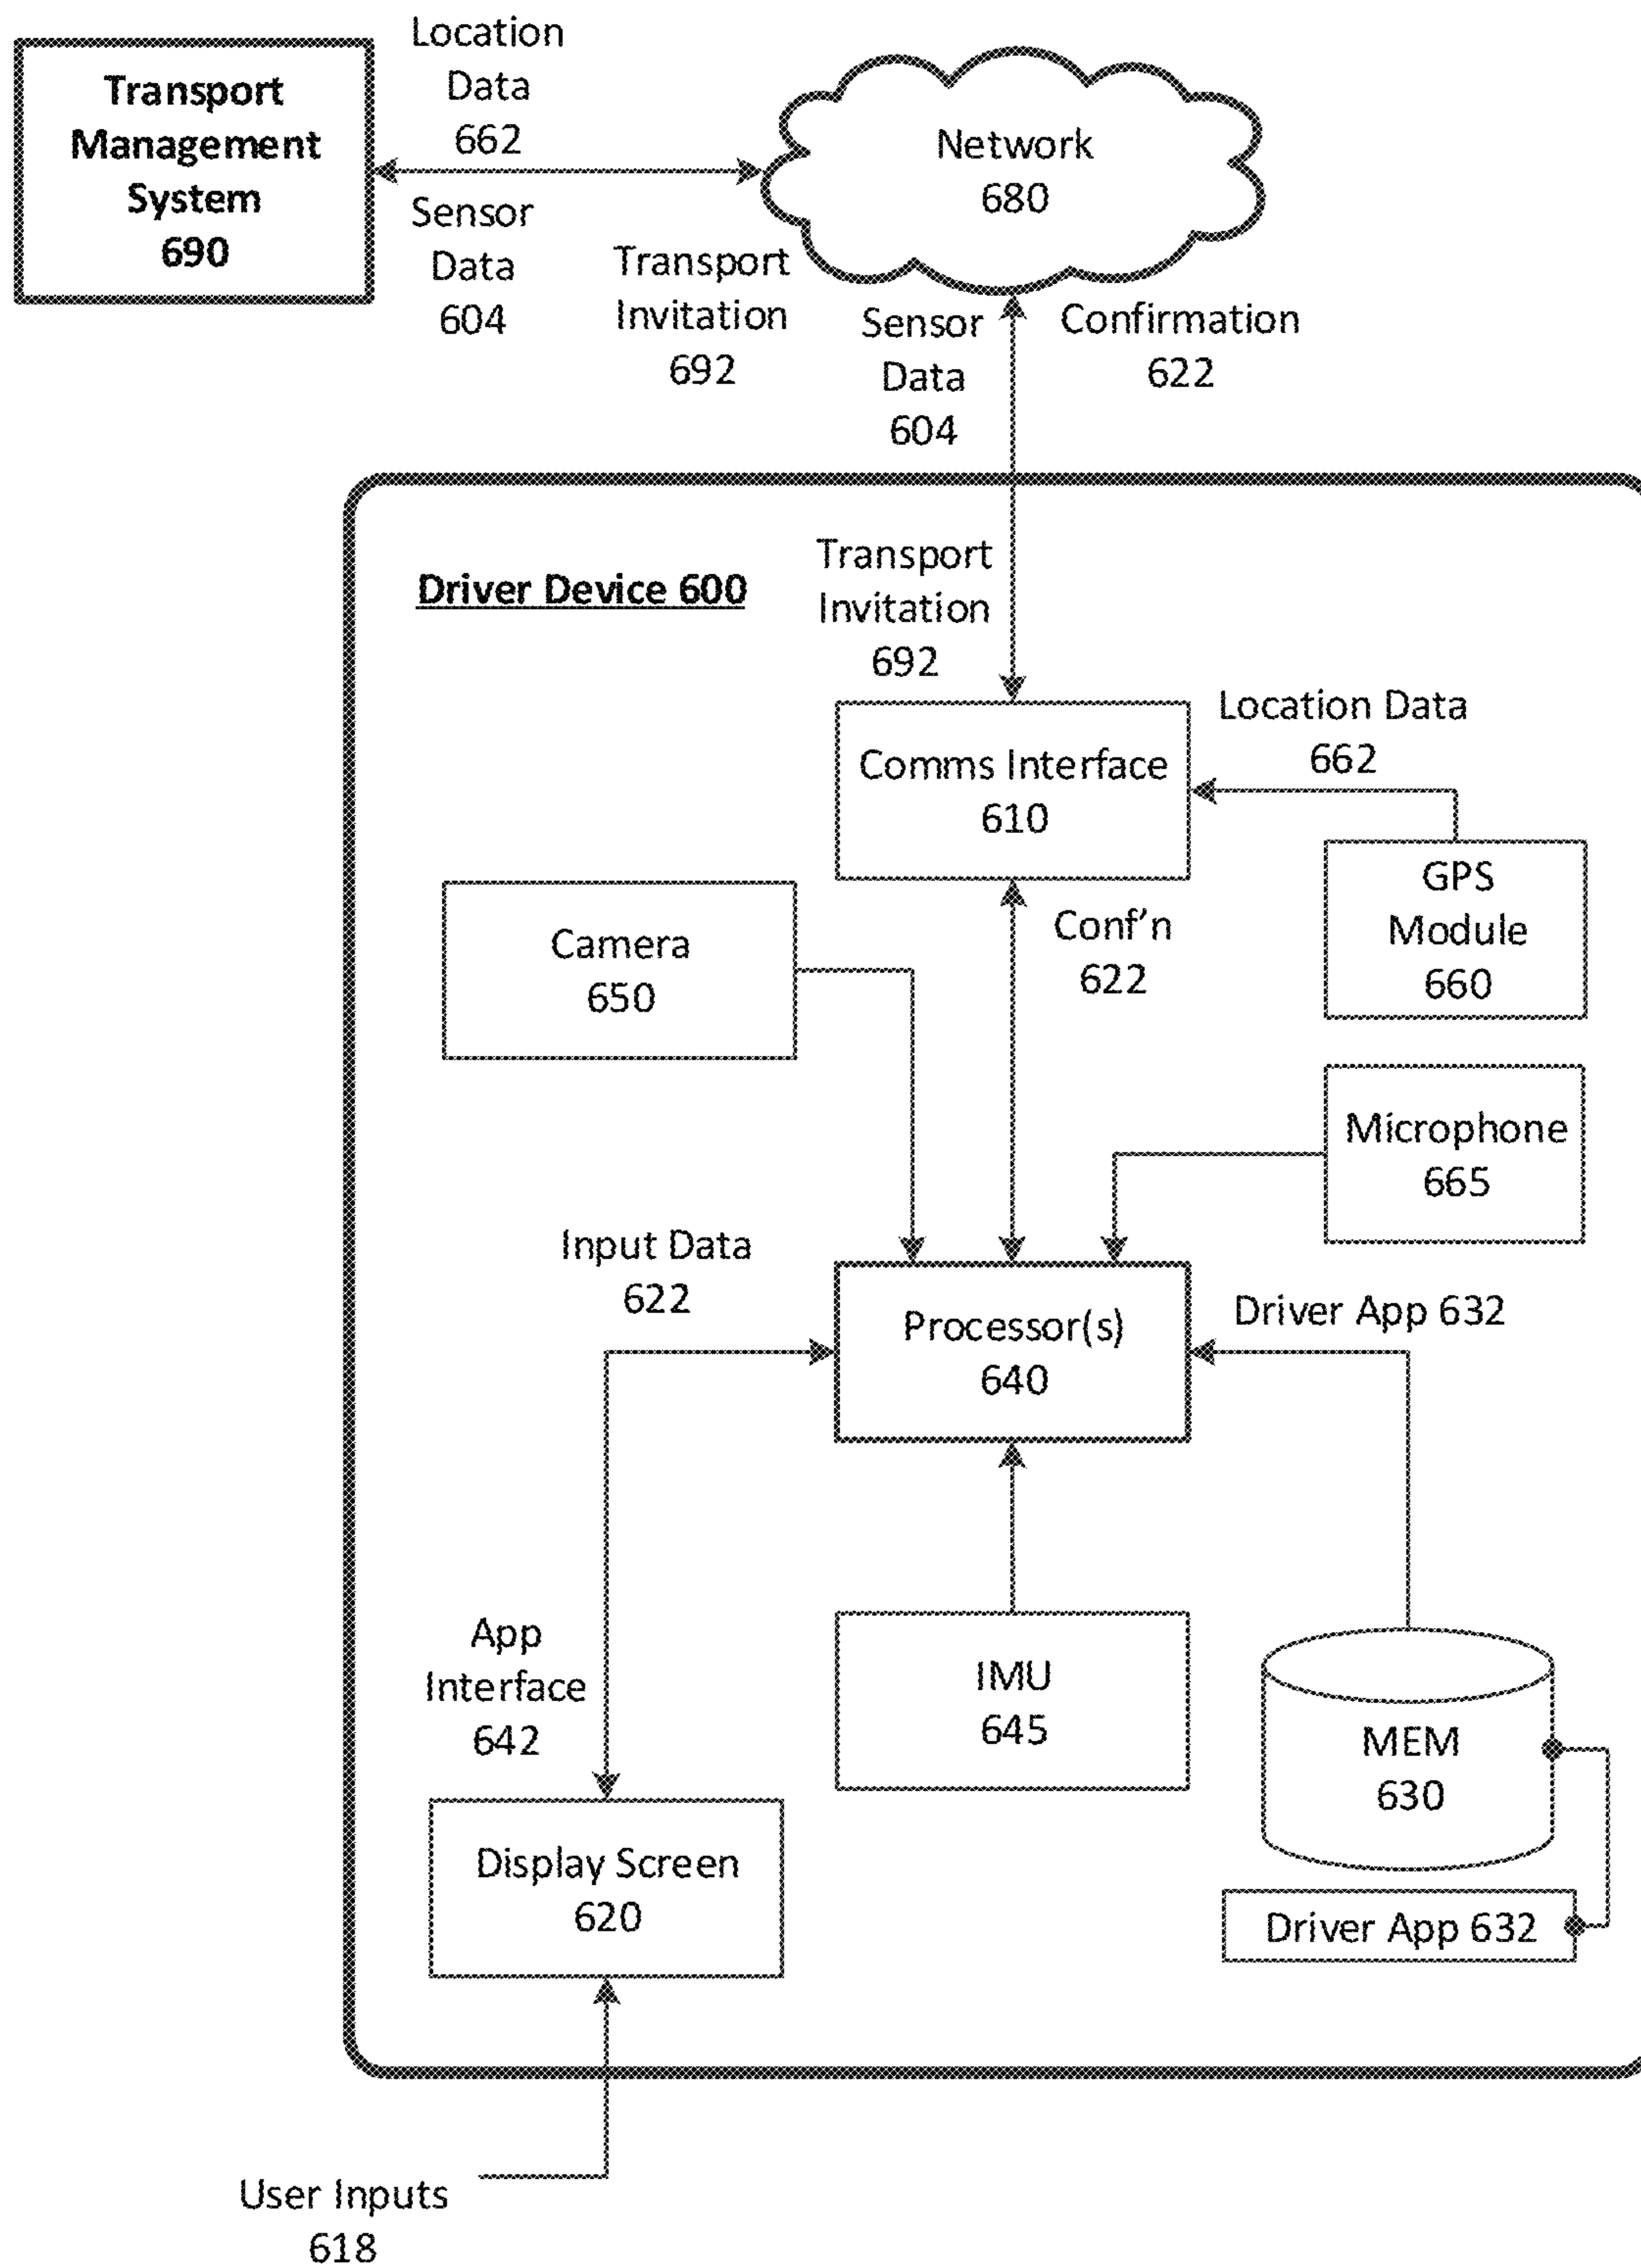 Transport
Management
System
690
Location
Data
662
Sensor
Data
604
Network
680
Transport
Invitation
692
Sensor
Data
604
Confirmation
622
Driver Device 600
Transport
Invitation
692
Comms Interface
610
Location Data
662
GPS
Module
660
Camera
650
Conf'n
622
Microphone
665
Input Data
622
Processor(s)
640
Driver App 632
App
Interface
642
IMU
645
MEM
630
Display Screen
620
Driver App 632
User Inputs
618